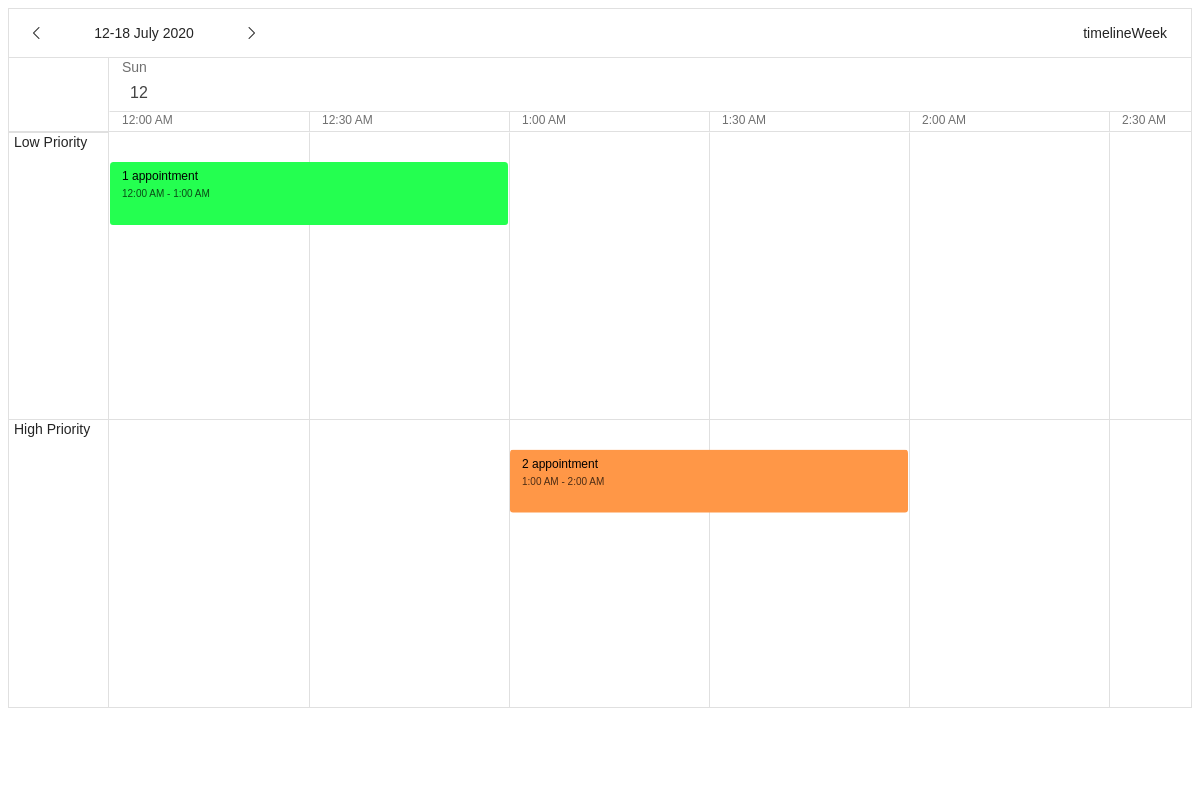 12-18 July 2020
timelineWeek
Sun
12
12:00 AM
12:30 AM
1:00 AM
1:30 AM
2:00 AM
2:30 AM
Low Priority
1 appointment
12:00 AM - 1:00 AM
High Priority
2 appointment
1:00 AM - 2:00 AM